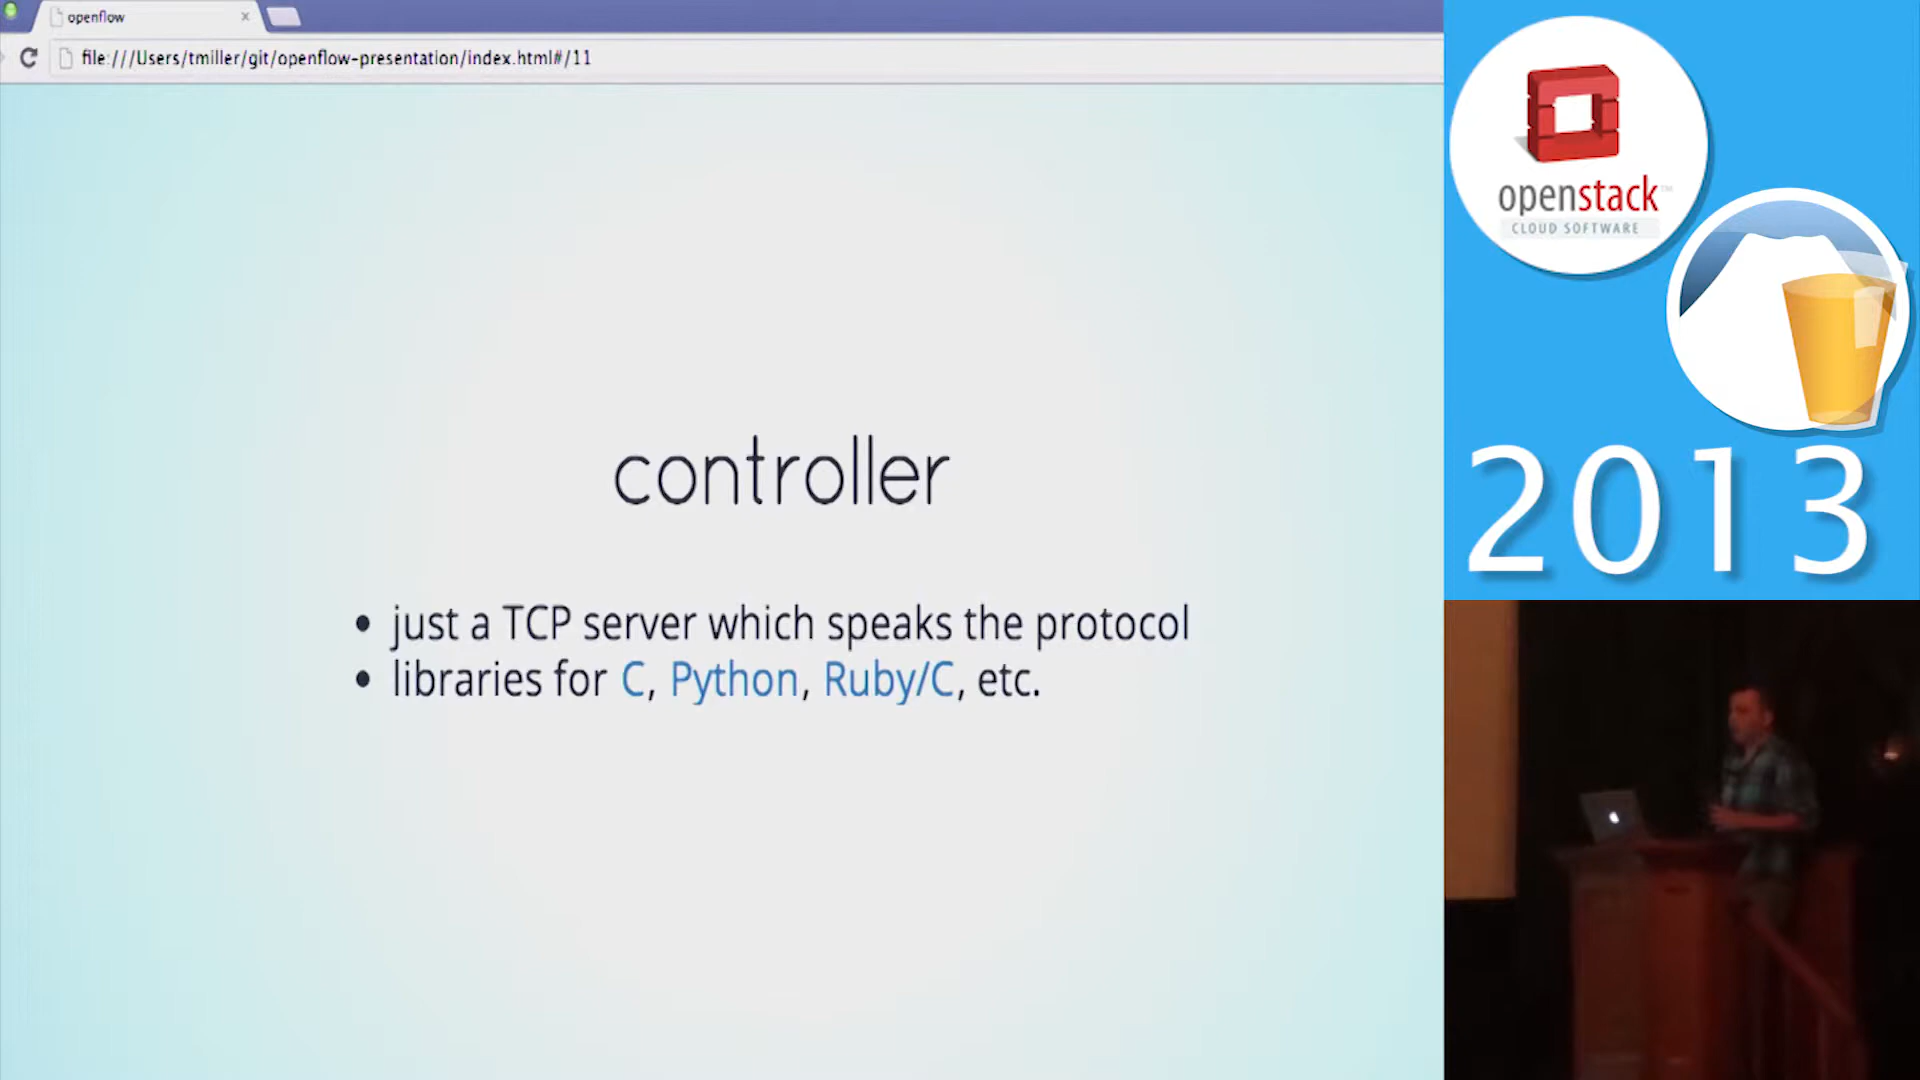 openflow
file:///Users/tmiller/git/openflow-presentation/index.html#/11
controller
• just a TCP server which speaks the protocol
• libraries for C, Python, Ruby/C, etc.
openstack™
CLOUD SOFTWARE
2013